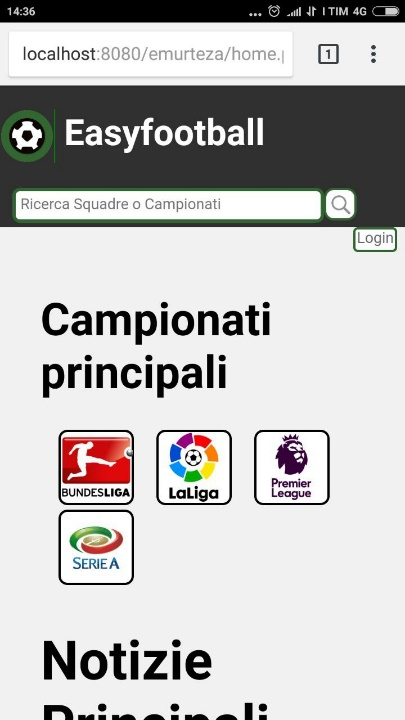 14:36
I TIM 4G
1
localhost:8080/emurteza/home.
Easyfootball
Ricerca Squadre o Campionati
Login
Campionati
principali
BUNDESLIGA
LaLiga
Premier
League
SERIE A
Notizie
Principali